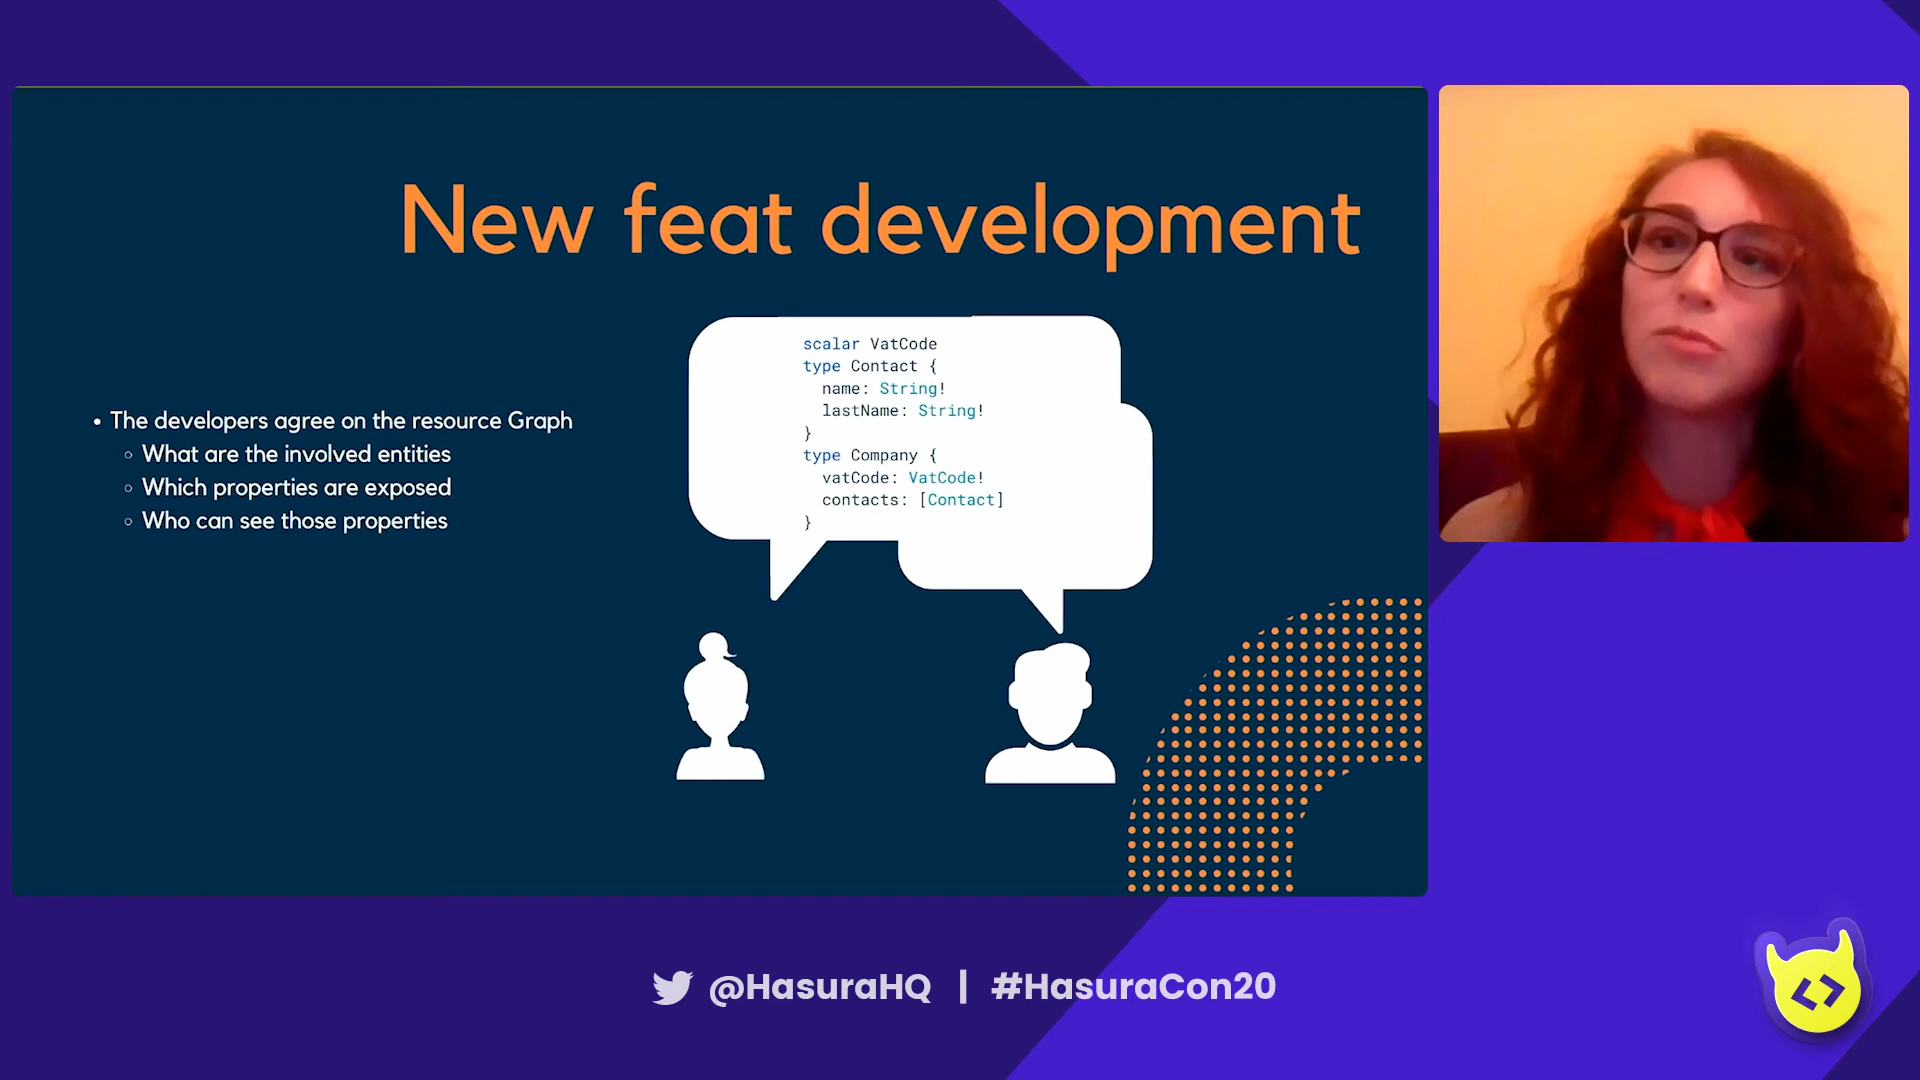 New feat development
• The developers agree on the resource Graph
◦ What are the involved entities
◦ Which properties are exposed
◦ Who can see those properties
scalar VatCode
type Contact {
  name: String!
  lastName: String!
}
type Company {
  vatCode: VatCode!
  contacts: [Contact]
}
@HasuraHQ | #HasuraCon20